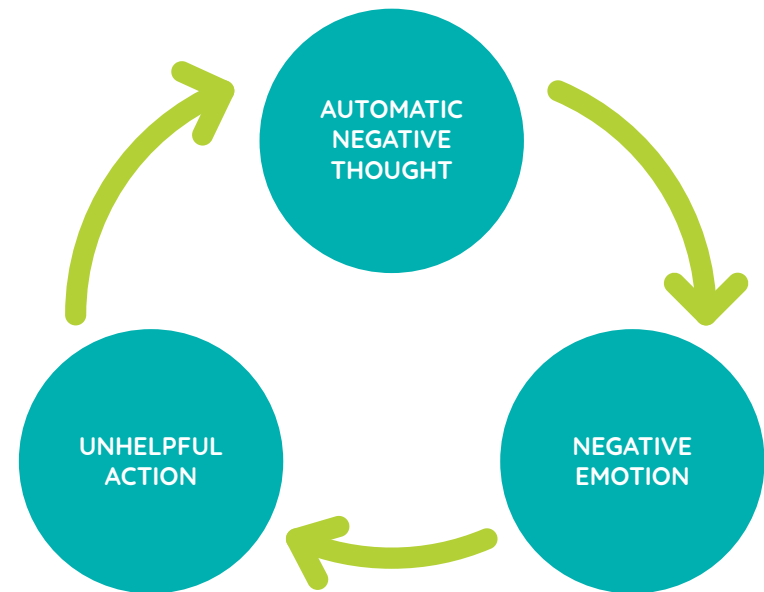 AUTOMATIC
NEGATIVE
THOUGHT
UNHELPFUL
ACTION
NEGATIVE
EMOTION